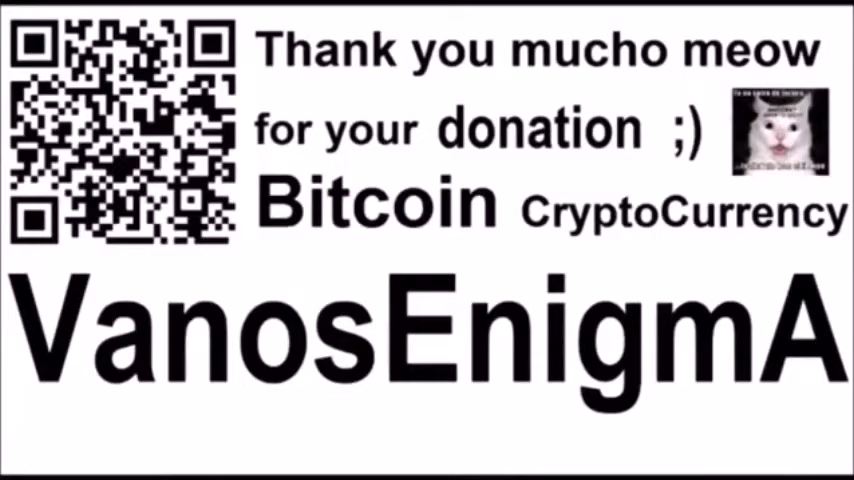 Thank you mucho meow
for your donation ;)
Bitcoin CryptoCurrency
VanosEnigmA